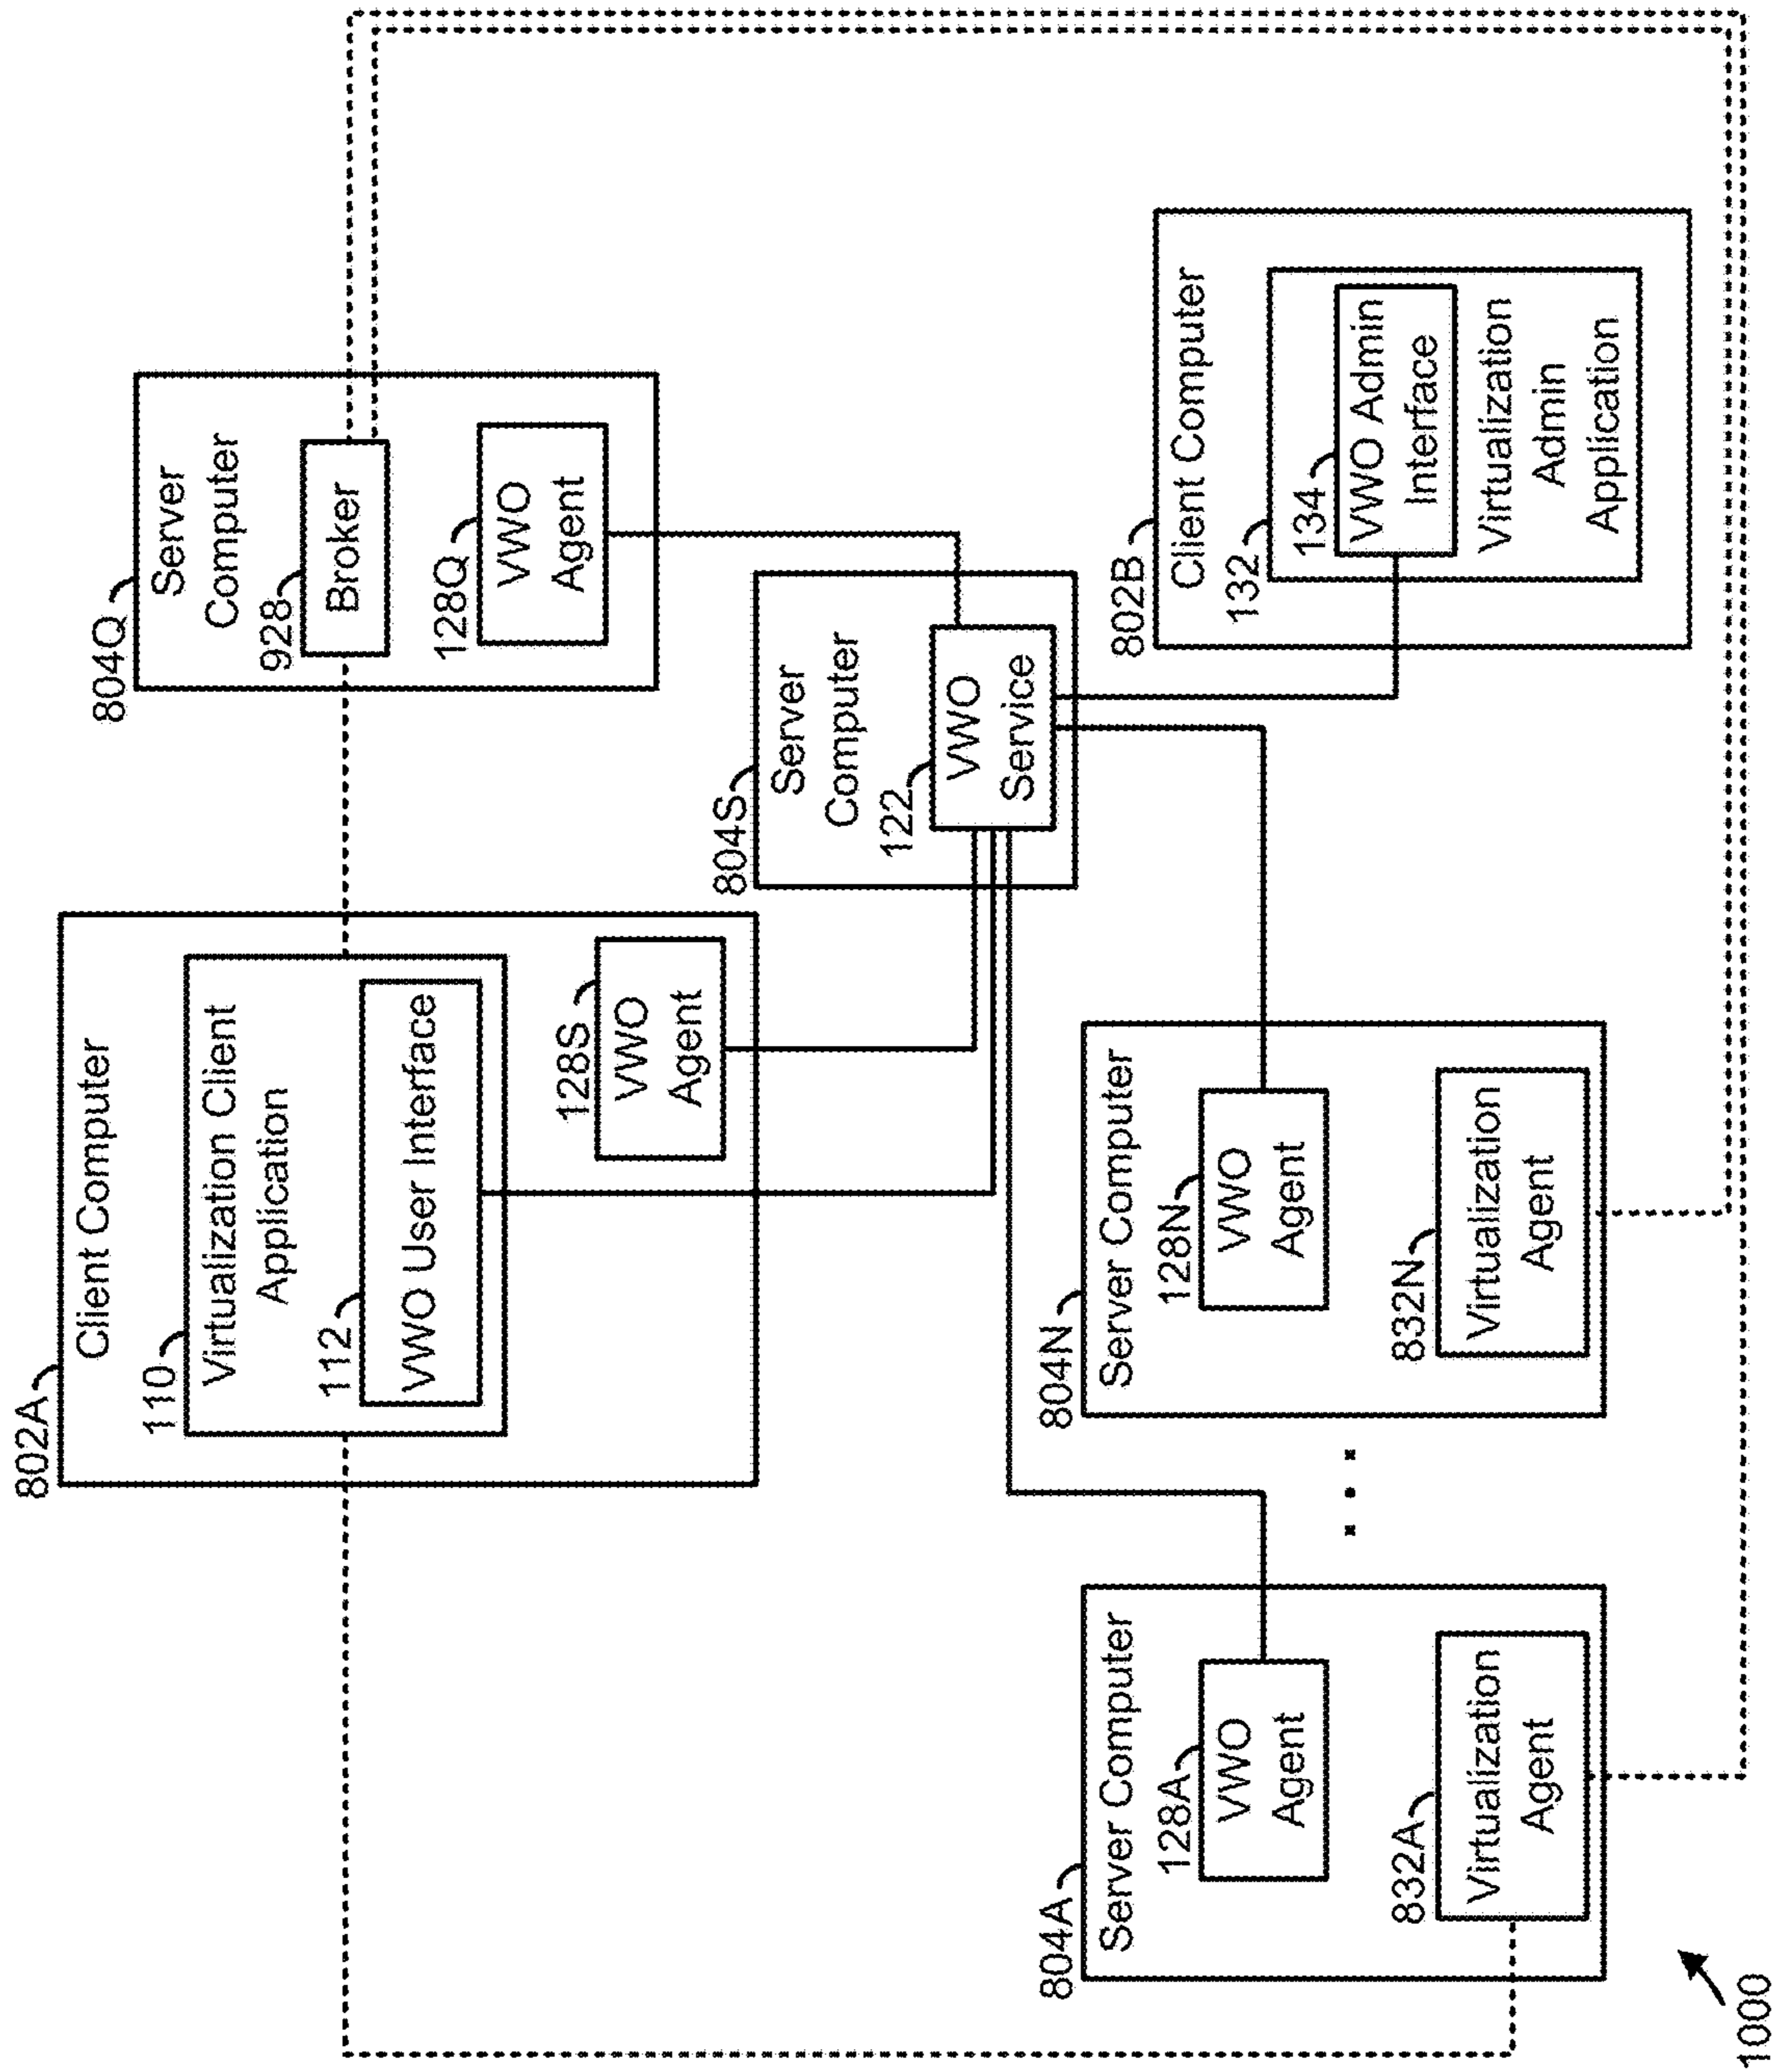 802A
Client Computer
110
Virtualization Client
Application
112
VWO User Interface
128S
VWO
Agent
804Q
Server
Computer
928
Broker
128Q
VWO
Agent
804S
Server
Computer
122
VWO
Service
804A
Server Computer
128A
VWO
Agent
832A
Virtualization
Agent
. . .
804N
Server Computer
128N
VWO
Agent
832N
Virtualization
Agent
802B
Client Computer
132
134
VWO Admin
Interface
Virtualization
Admin
Application
1000